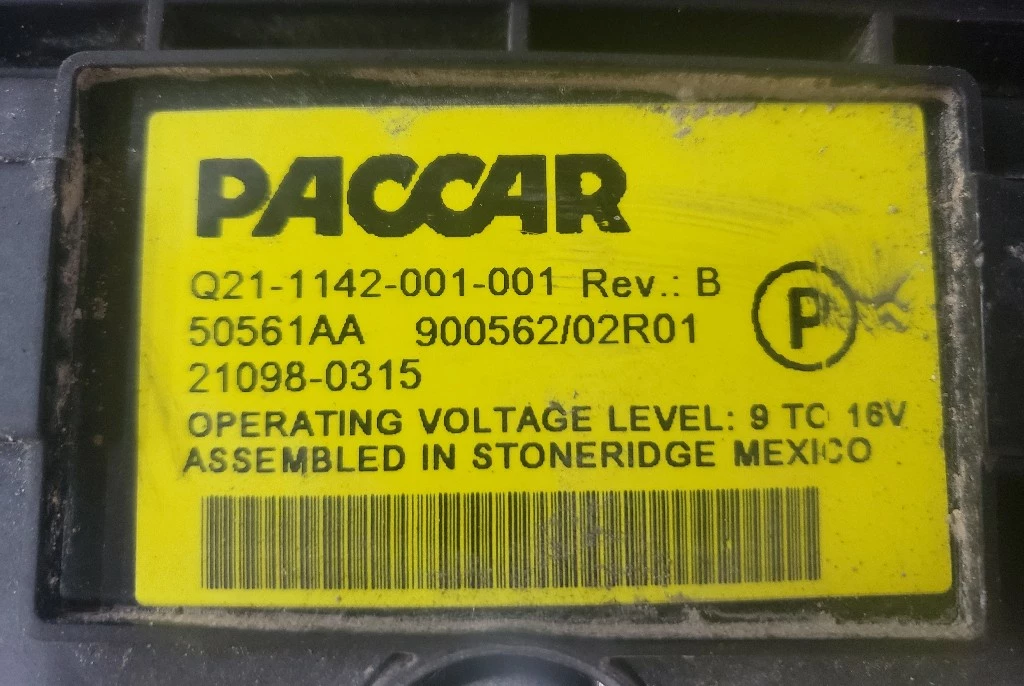 PACCAR
Q21-1142-001-001 Rev.: B
P
50561AA 900562/02R01
21098-0315
OPERATING VOLTAGE LEVEL: 9 TO 16V
ASSEMBLED IN STONERIDGE MEXICO